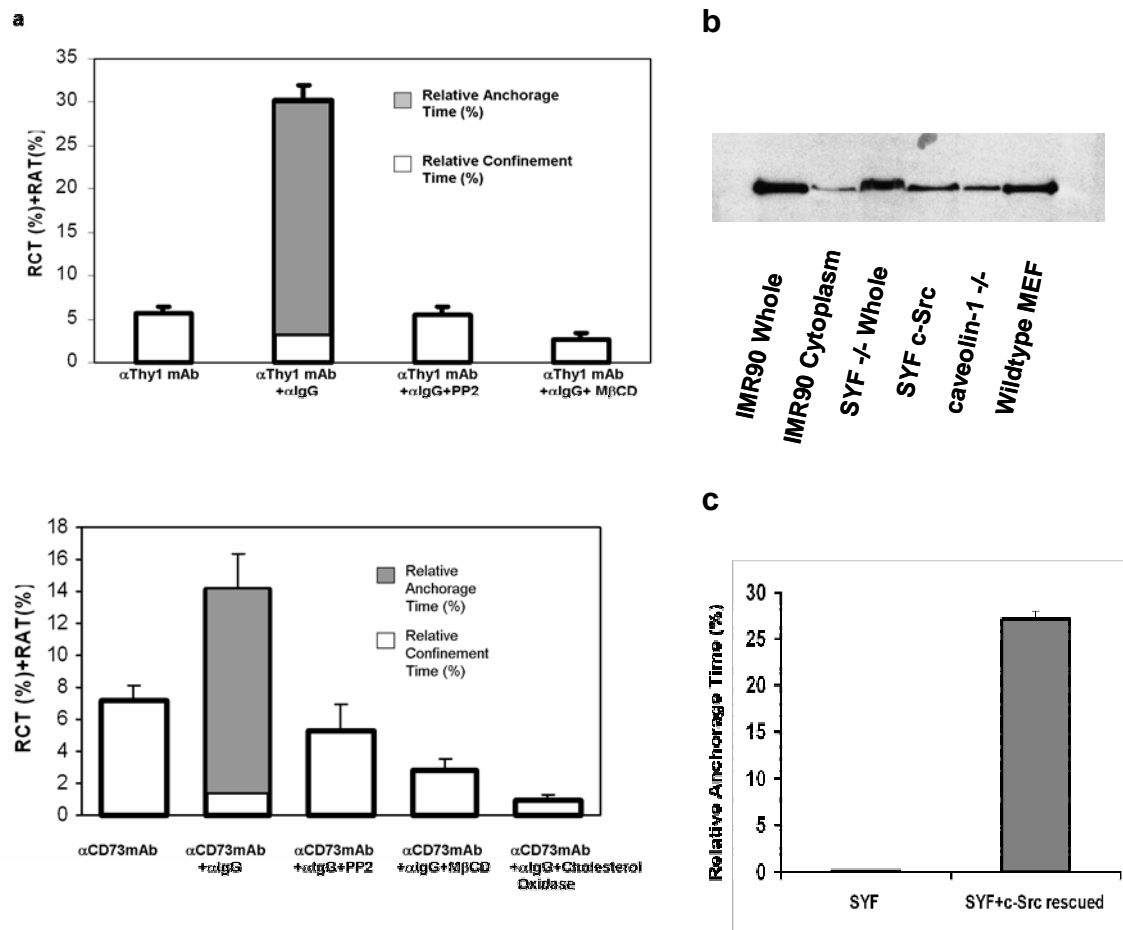 a
35
30
25
20
15
10
5
0
RCT (%)+RAT(%)
Relative Anchorage
Time (%)
Relative Confinement
Time (%)
αThy1 mAb
αThy1 mAb
+αIgG
αThy1 mAb
+αIgG+PP2
αThy1 mAb
+αIgG+ MβCD
b
IMR90 Whole
IMR90 Cytoplasm
SYF -/- Whole
SYF c-Src
caveolin-1 -/-
Wildtype MEF
18
16
14
12
10
8
6
4
2
0
RCT (%)+RAT(%)
Relative
Anchorage
Time (%)
Relative
Confinement
Time (%)
αCD73mAb
αCD73mAb
+αIgG
αCD73mAb
+αIgG+PP2
αCD73mAb
+αIgG+MβCD
αCD73mAb
+αIgG+Cholesterol
Oxidase
c
30
25
20
15
10
5
0
Relative Anchorage Time (%)
SYF
SYF+c-Src rescued